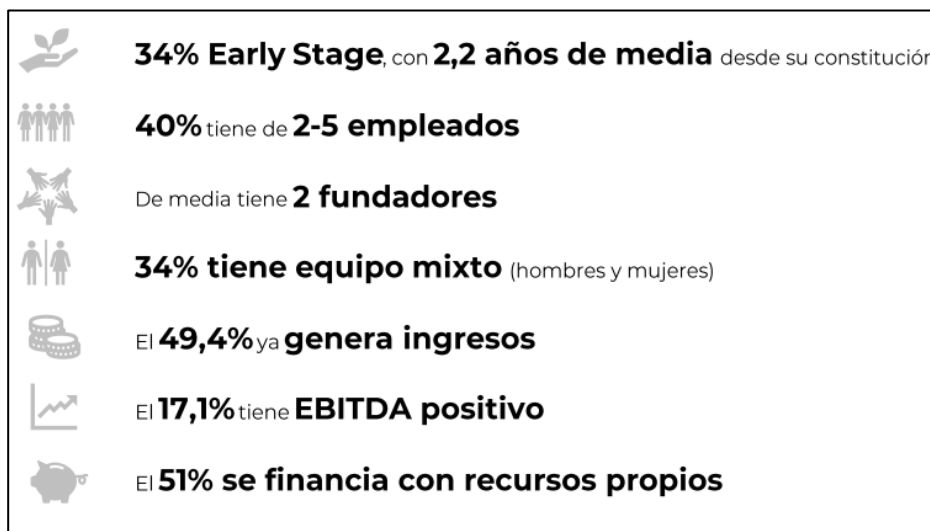 34% Early Stage, con 2,2 años de media desde su constitución
40% tiene de 2-5 empleados
De media tiene 2 fundadores
34% tiene equipo mixto (hombres y mujeres)
El 49,4% ya genera ingresos
El 17,1% tiene EBITDA positivo
El 51% se financia con recursos propios